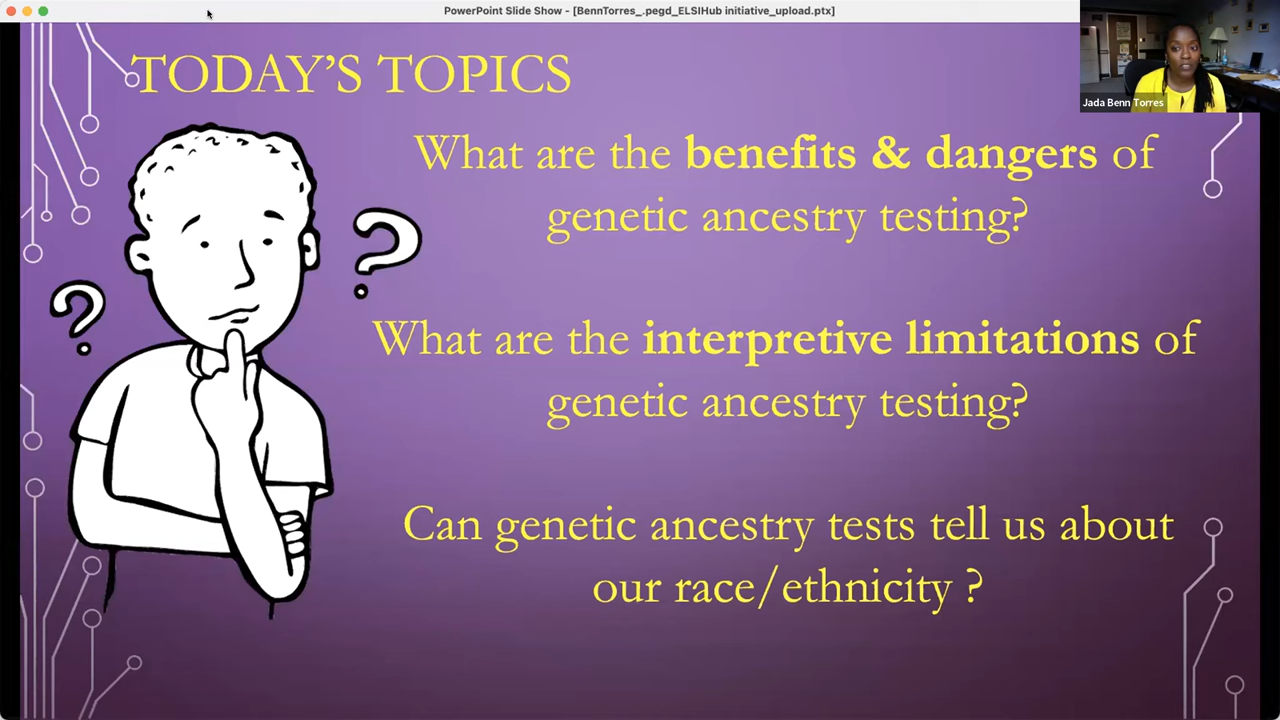 PowerPoint Slide Show - [BennTorres_.pegd_ELSIHub initiative_upload.ptx]
Jada Benn Torres
TODAY'S TOPICS
What are the benefits & dangers of
genetic ancestry testing?
What are the interpretive limitations of
genetic ancestry testing?
Can genetic ancestry tests tell us about
our race/ethnicity ?
?
?